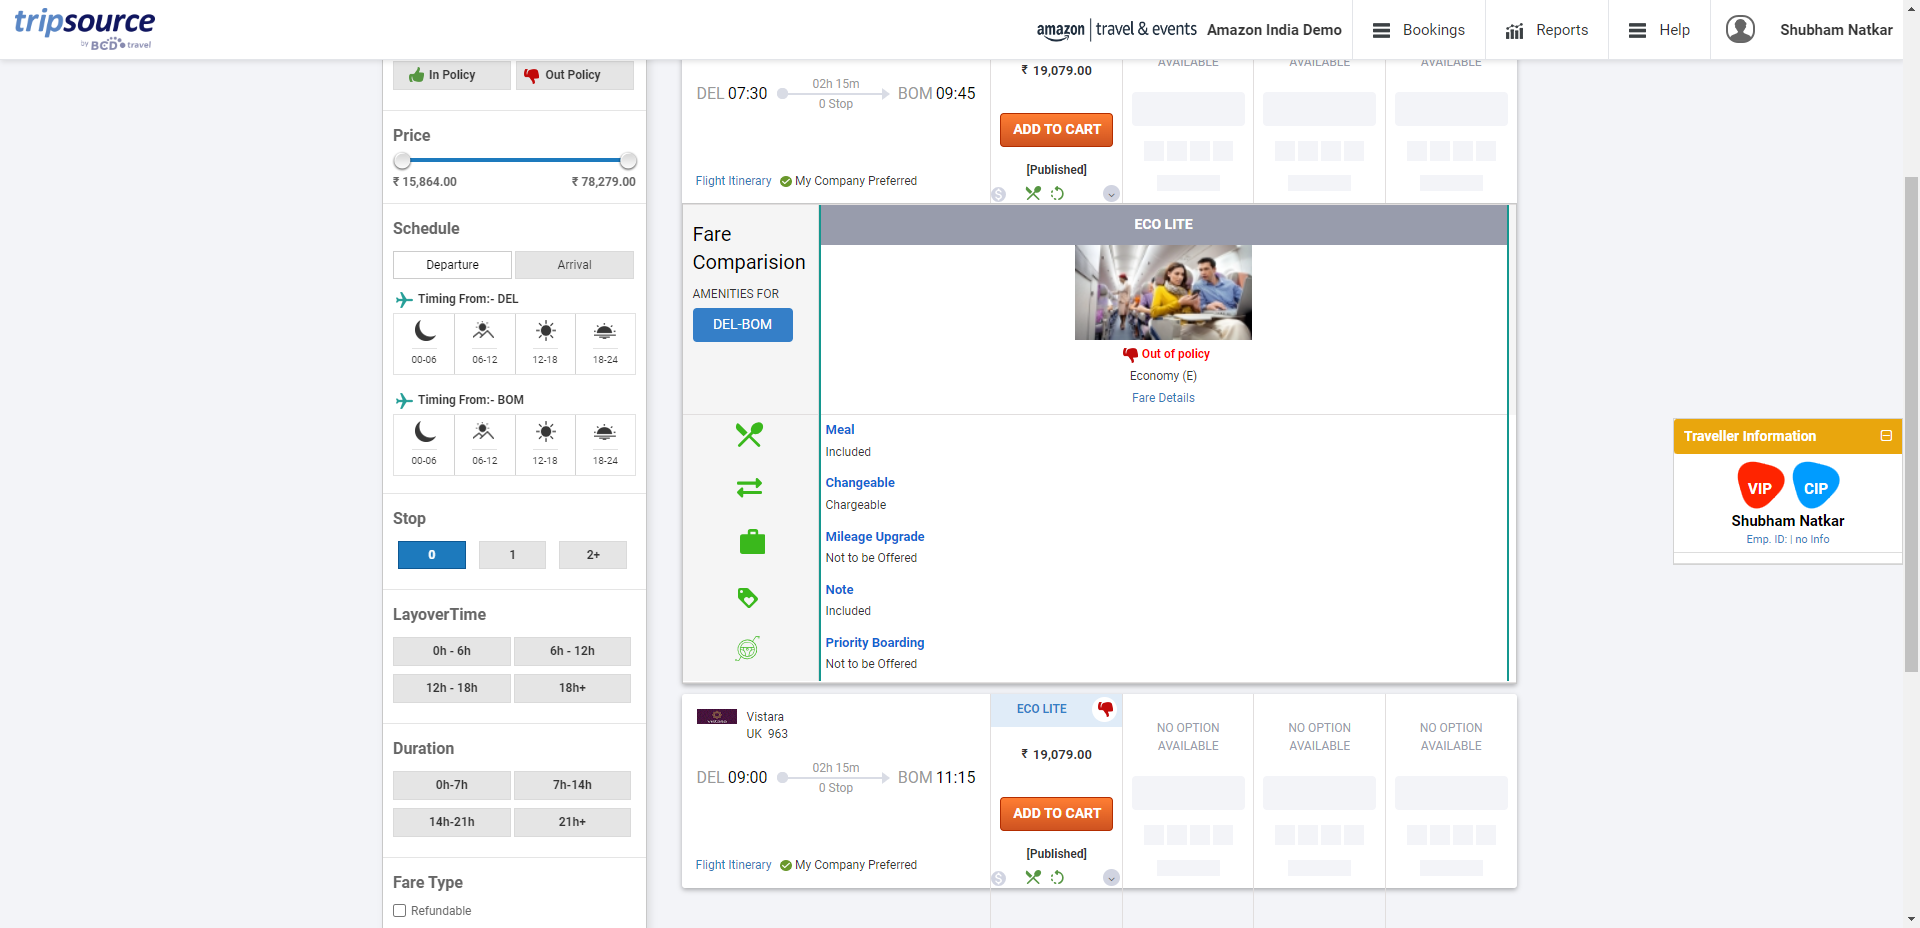 tripsource
by BCD travel
amazon | travel & events
Amazon India Demo
Bookings
Reports
Help
Shubham Natkar
In Policy
Out Policy
Price
₹ 15,864.00
₹ 78,279.00
Schedule
Departure
Arrival
Timing From:- DEL
00-06
06-12
12-18
18-24
Timing From:- BOM
00-06
06-12
12-18
18-24
Stop
0
1
2+
LayoverTime
0h - 6h
6h - 12h
12h - 18h
18h+
Duration
0h-7h
7h-14h
14h-21h
21h+
Fare Type
Refundable
DEL 07:30
02h 15m
0 Stop
BOM 09:45
Flight Itinerary
My Company Preferred
₹ 19,079.00
ADD TO CART
[Published]
AVAILABLE
AVAILABLE
AVAILABLE
Fare
Comparision
AMENITIES FOR
DEL-BOM
ECO LITE
Out of policy
Economy (E)
Fare Details
Meal
Included
Changeable
Chargeable
Mileage Upgrade
Not to be Offered
Note
Included
Priority Boarding
Not to be Offered
Vistara
UK 963
DEL 09:00
02h 15m
0 Stop
BOM 11:15
Flight Itinerary
My Company Preferred
ECO LITE
₹ 19,079.00
ADD TO CART
[Published]
NO OPTION
AVAILABLE
NO OPTION
AVAILABLE
NO OPTION
AVAILABLE
Traveller Information
VIP
CIP
Shubham Natkar
Emp. ID: | no Info